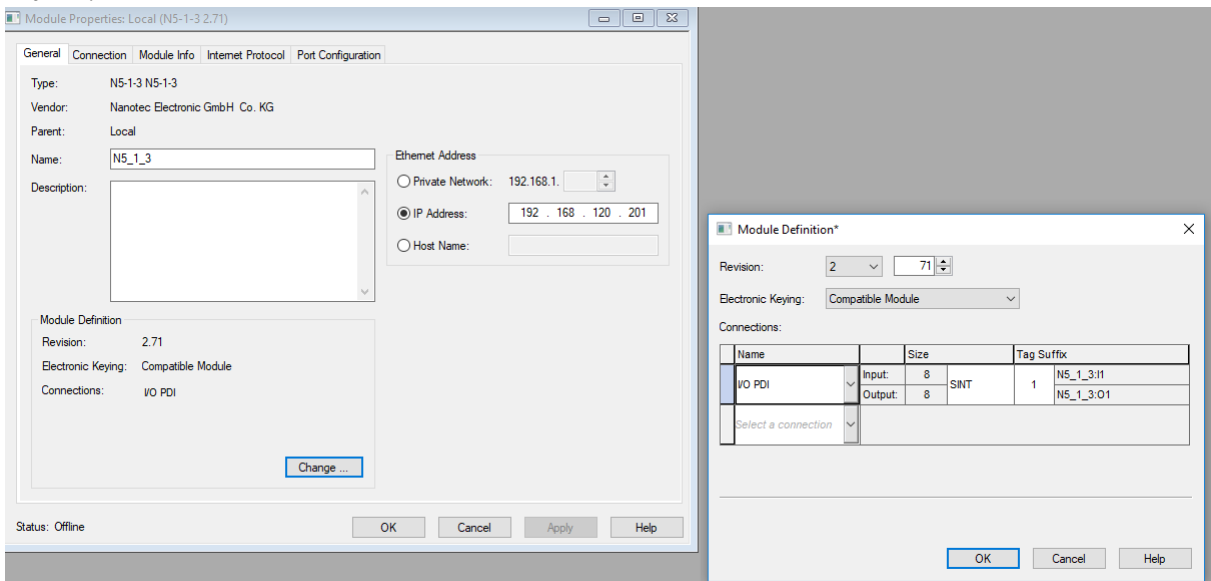 Module Properties: Local (N5-1-3 2.71)
General Connection Module Info Internet Protocol Port Configuration
Type: N5-1-3 N5-1-3
Vendor: Nanotec Electronic GmbH Co. KG
Parent: Local
Name: N5_1_3
Description:
Ethernet Address
Private Network: 192.168.1.
IP Address: 192 . 168 . 120 . 201
Host Name:
Module Definition
Revision: 2.71
Electronic Keying: Compatible Module
Connections: I/O PDI
Change ...
Status: Offline
OK Cancel Apply Help
Module Definition*
Revision: 2 71
Electronic Keying: Compatible Module
Connections:
Name Size Tag Suffix
I/O PDI Input: 8 SINT 1 N5_1_3:I1
Output: 8 N5_1_3:O1
Select a connection
OK Cancel Help